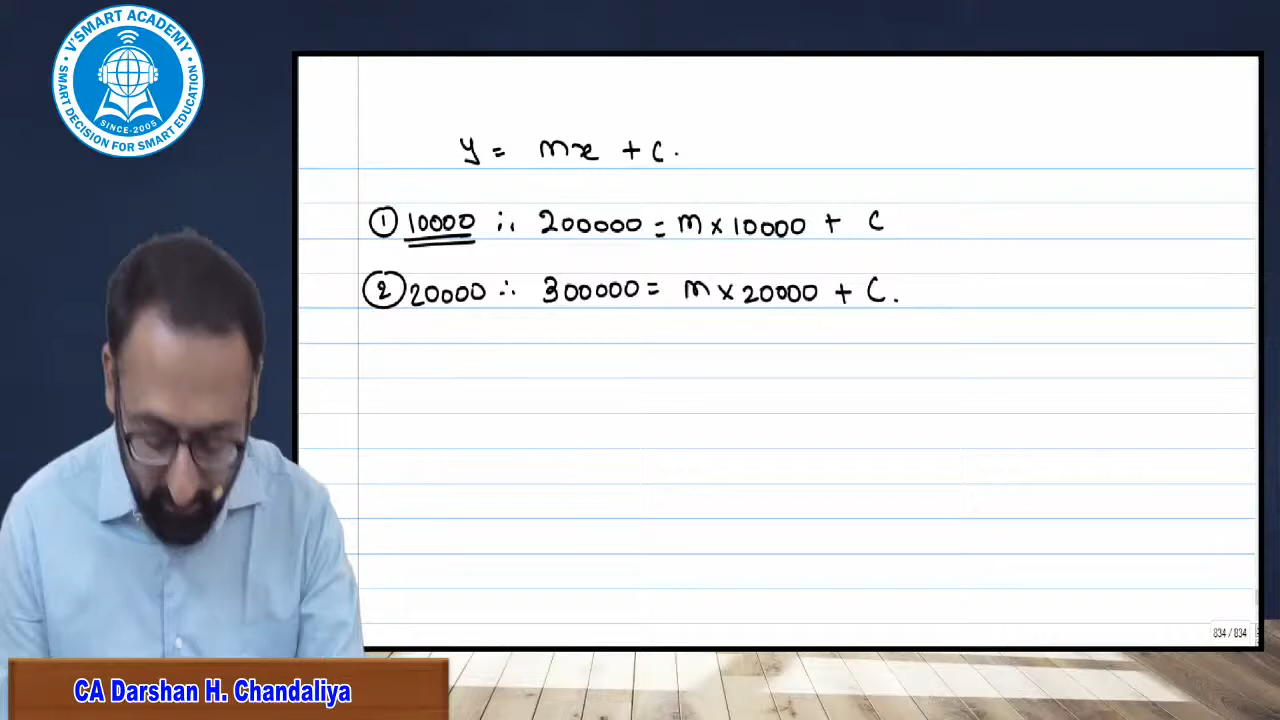 V'SMART ACADEMY
SINCE-2005
SMART DECISION FOR SMART EDUCATION
y = mx + c.
① 10000 ∴ 200000 = m × 10000 + c
② 20000 ∴ 300000 = m × 20000 + c.
834 / 834
CA Darshan H. Chandaliya